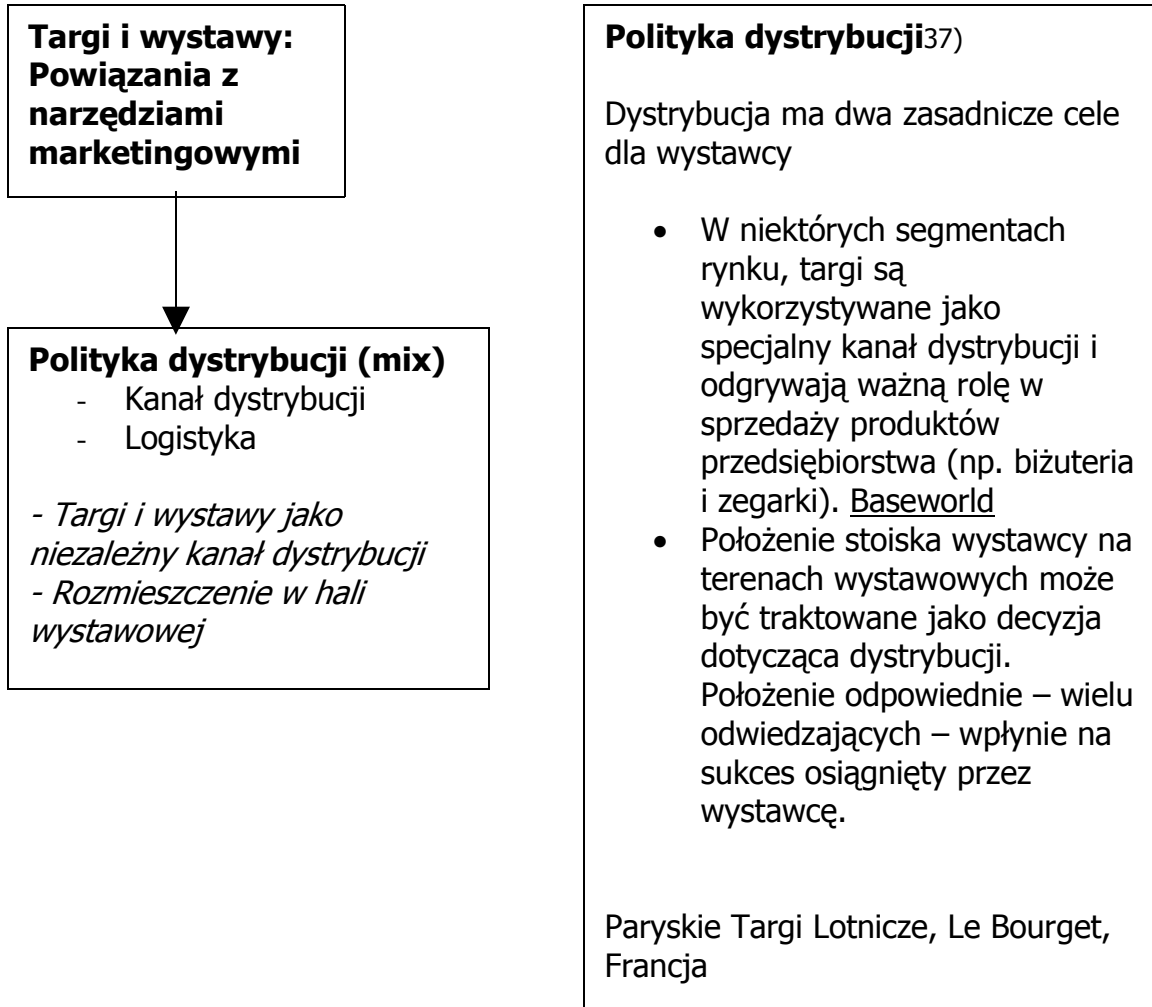 Targi i wystawy:
Powiązania z
narzędziami
marketingowymi
Polityka dystrybucji (mix)
- Kanał dystrybucji
- Logistyka
- Targi i wystawy jako
niezależny kanał dystrybucji
- Rozmieszczenie w hali
wystawowej
Polityka dystrybucji37)
Dystrybucja ma dwa zasadnicze cele
dla wystawcy
• W niektórych segmentach
rynku, targi są
wykorzystywane jako
specjalny kanał dystrybucji i
odgrywają ważną rolę w
sprzedaży produktów
przedsiębiorstwa (np. biżuteria
i zegarki). Baseworld
• Położenie stoiska wystawcy na
terenach wystawowych może
być traktowane jako decyzja
dotycząca dystrybucji.
Położenie odpowiednie – wielu
odwiedzających – wpłynie na
sukces osiągnięty przez
wystawcę.
Paryskie Targi Lotnicze, Le Bourget,
Francja